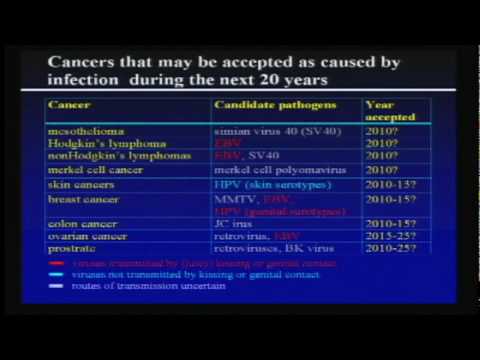 Cancers that may be accepted as caused by
infection during the next 20 years
Cancer Candidate pathogens Year
accepted
mesothelioma simian virus 40 (SV40) 2010?
Hodgkin's lymphoma EBV 2010?
nonHodgkin's lymphomas EBV, SV40 2010?
merkel cell cancer merkel cell polyomavirus 2010?
skin cancers HPV (skin serotypes) 2010-13?
breast cancer MMTV, EBV, 2010-15?
HPV (genital serotypes)
colon cancer JC irus 2010-15?
ovarian cancer retrovirus, EBV 2015-25?
prostrate retroviruses, BK virus 2010-25?
viruses transmitted by kissing or genital contact
viruses not transmitted by kissing or genital contact
routes of transmission uncertain